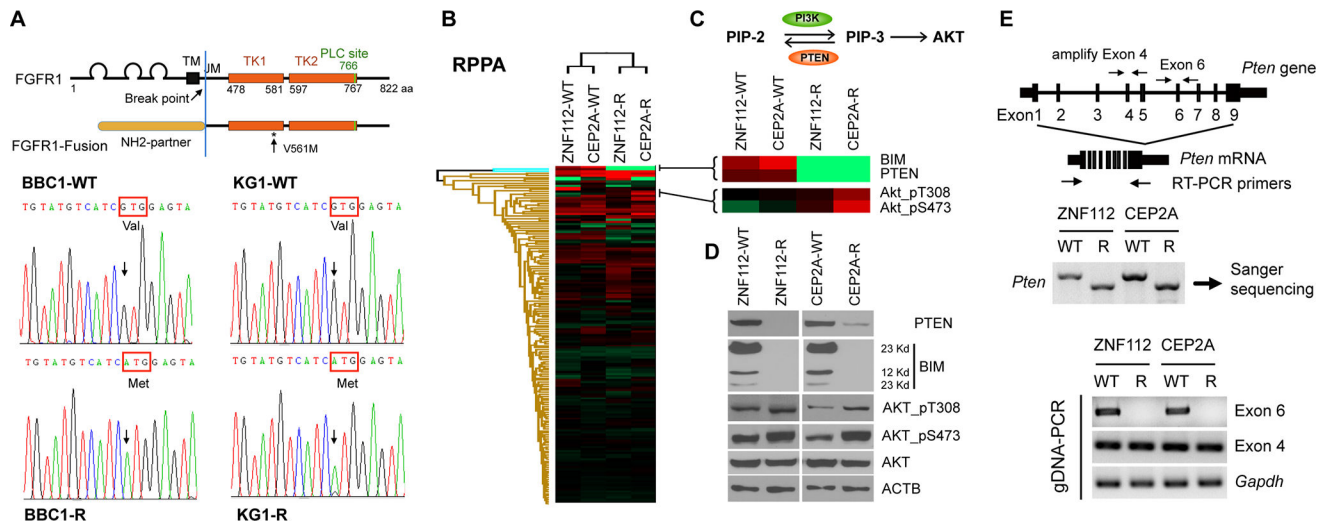 A
FGFR1
TM
JM
TK1
TK2
PLC site
766
1
478
581
597
767
822 aa
Break point
FGFR1-Fusion
NH2-partner
*
V561M
BBC1-WT
KG1-WT
TGTATGTCATCGTGGAGTA
TGTATGTCATCGTGGAGTA
Val
Val
TGTATGTCATCATGGAGTA
TGTATGTCATCATGGAGTA
Met
Met
BBC1-R
KG1-R
B
RPPA
ZNF112-WT
CEP2A-WT
ZNF112-R
CEP2A-R
C
PI3K
PIP-2
PIP-3
AKT
PTEN
ZNF112-WT
CEP2A-WT
ZNF112-R
CEP2A-R
BIM
PTEN
Akt_pT308
Akt_pS473
D
ZNF112-WT
ZNF112-R
CEP2A-WT
CEP2A-R
PTEN
23 Kd
12 Kd
23 Kd
BIM
AKT_pT308
AKT_pS473
AKT
ACTB
E
amplify Exon 4
Exon 6
Pten gene
Exon1
2
3
4
5
6
7
8
9
Pten mRNA
RT-PCR primers
ZNF112
CEP2A
WT
R
WT
R
Pten
Sanger
sequencing
ZNF112
CEP2A
WT
R
WT
R
gDNA-PCR
Exon 6
Exon 4
Gapdh